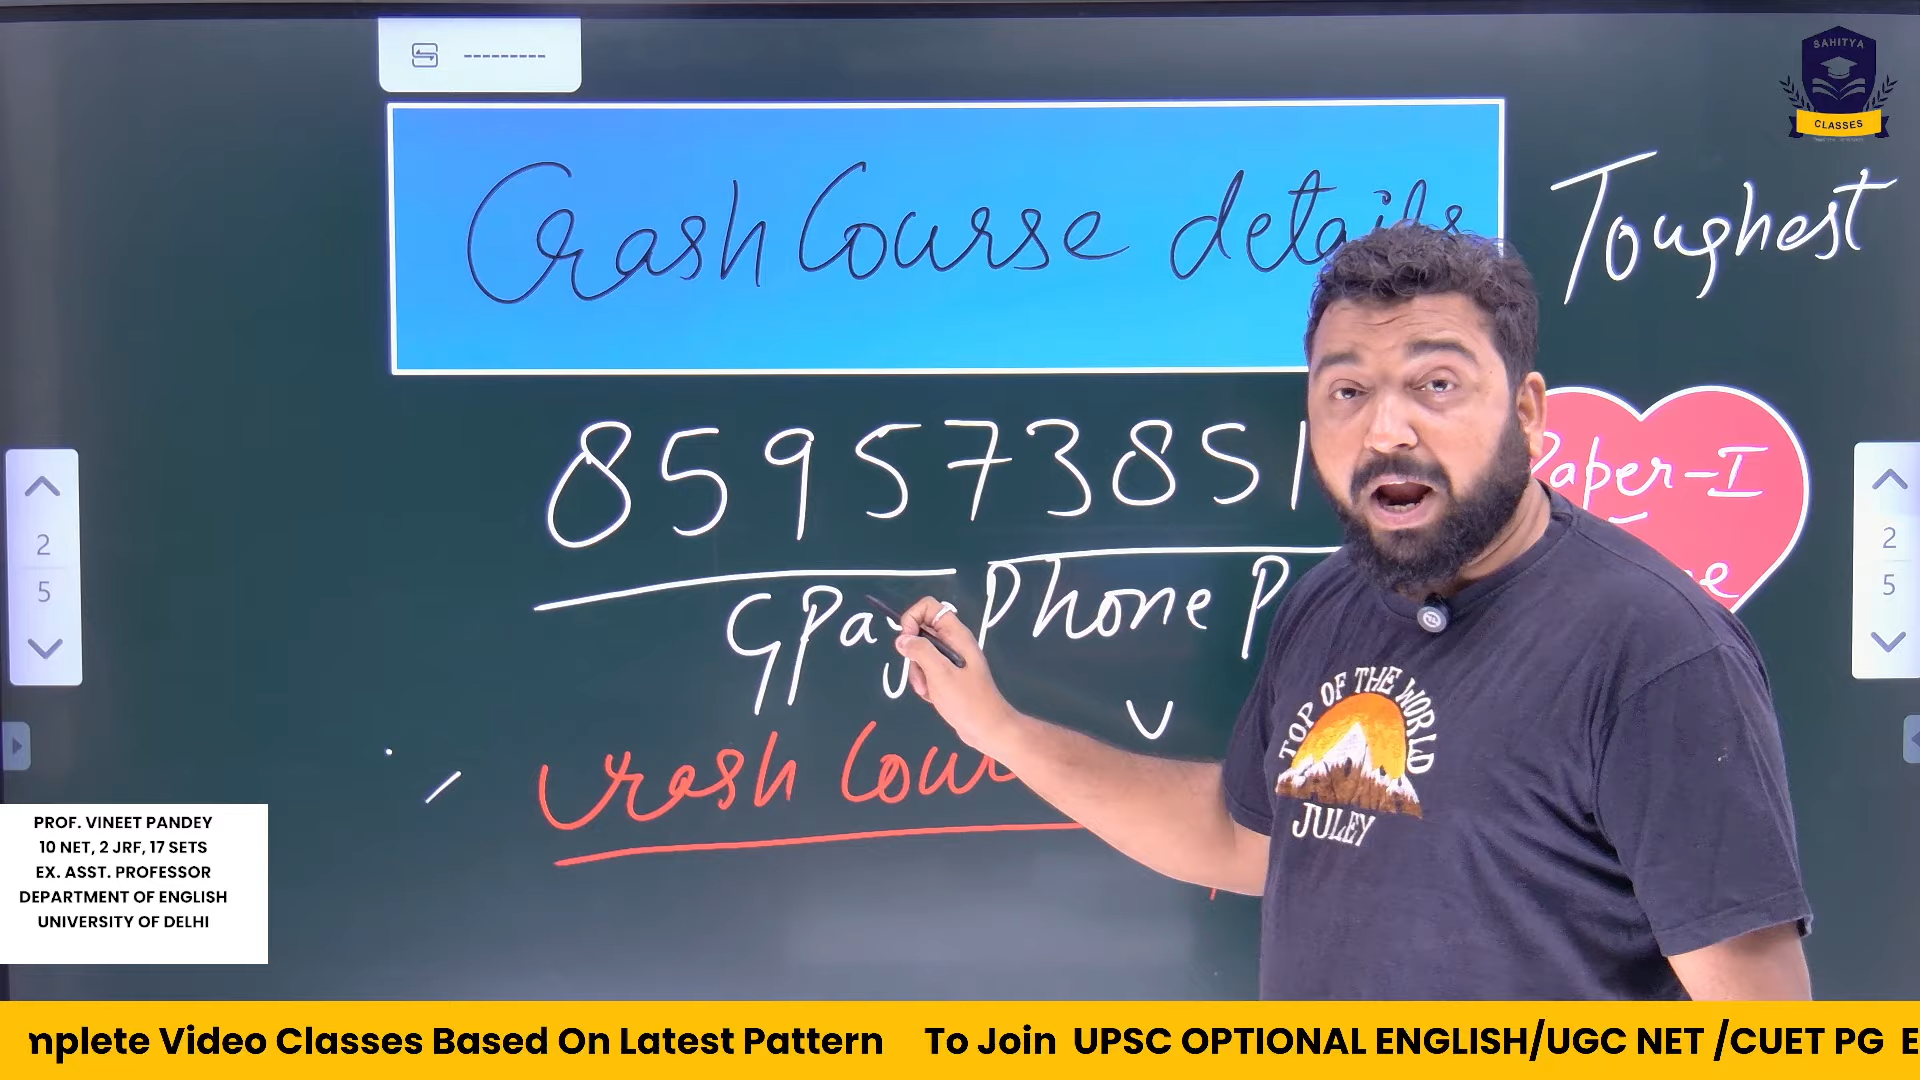 ---------
SAHITYA
CLASSES
Crash Course details
Toughest
859573851
Paper-I
GPay Phone P
Crash Cour
2
5
2
5
TOP OF THE WORLD
JULEY
PROF. VINEET PANDEY
10 NET, 2 JRF, 17 SETS
EX. ASST. PROFESSOR
DEPARTMENT OF ENGLISH
UNIVERSITY OF DELHI
nplete Video Classes Based On Latest Pattern To Join UPSC OPTIONAL ENGLISH/UGC NET /CUET PG E